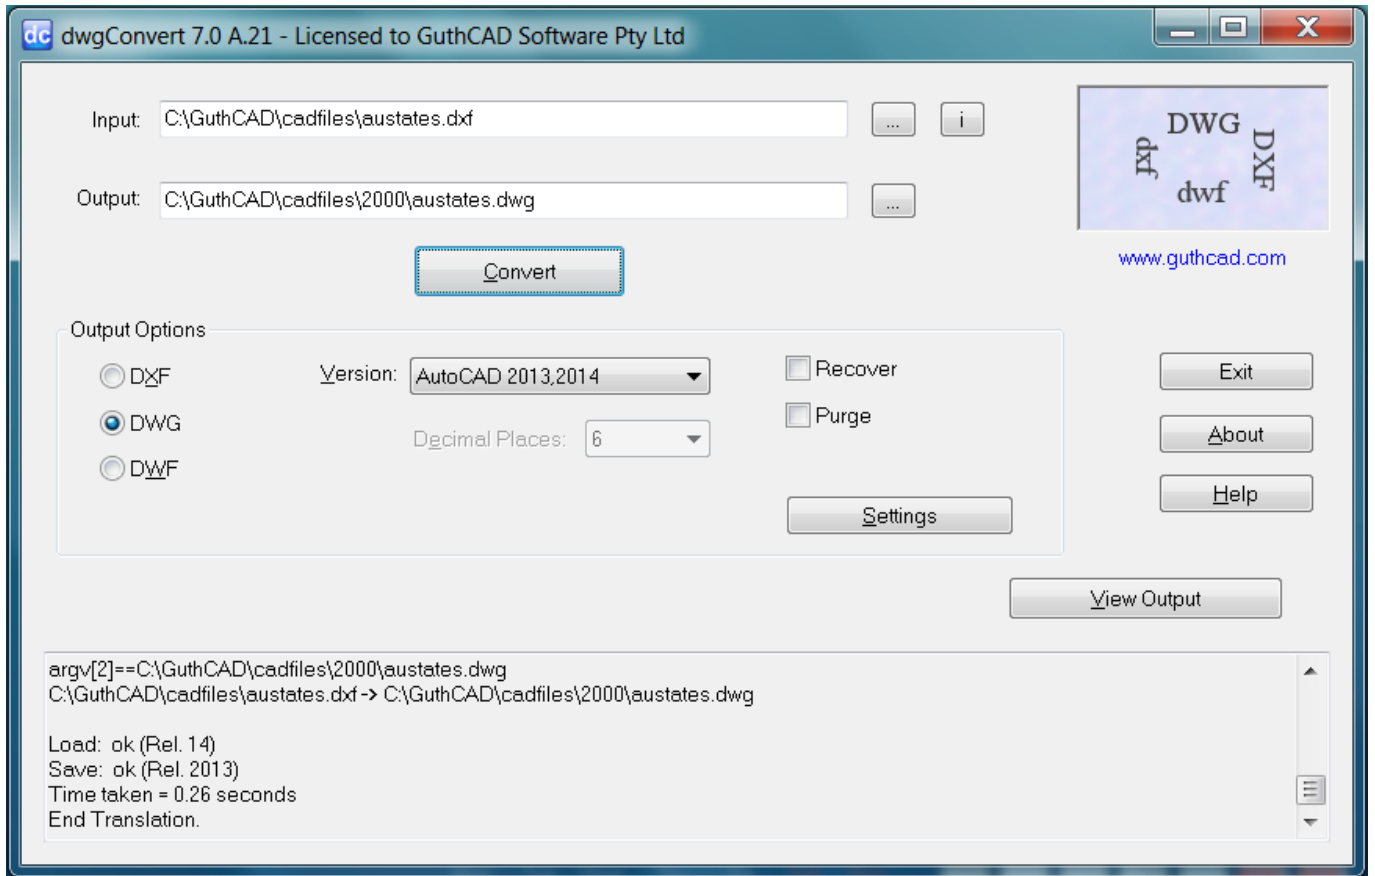 dc dwgConvert 7.0 A.21 - Licensed to GuthCAD Software Pty Ltd
Input: C:\GuthCAD\cadfiles\austates.dxf ... i
Output: C:\GuthCAD\cadfiles\2000\austates.dwg ...
DWG
DXF
dwf
dxf
www.guthcad.com
Convert
Output Options
DXF
DWG
DWF
Version: AutoCAD 2013,2014
Decimal Places: 6
Recover
Purge
Settings
Exit
About
Help
View Output
argv[2]==C:\GuthCAD\cadfiles\2000\austates.dwg
C:\GuthCAD\cadfiles\austates.dxf -> C:\GuthCAD\cadfiles\2000\austates.dwg
Load: ok (Rel. 14)
Save: ok (Rel. 2013)
Time taken = 0.26 seconds
End Translation.